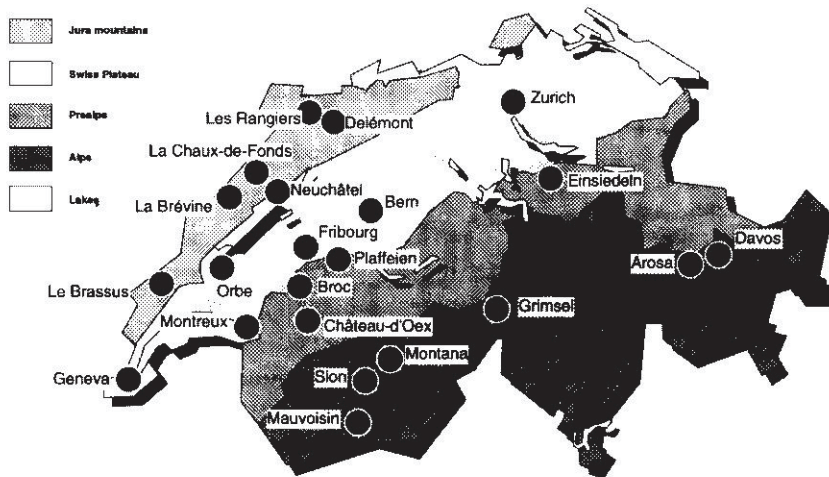 Jura mountains
Swiss Plateau
Prealps
Alps
Lakes
Zurich
Les Rangiers
Delémont
La Chaux-de-Fonds
Einsiedeln
Neuchâtel
La Brévine
Bern
Fribourg
Davos
Plaffeien
Arosa
Le Brassus
Orbe
Broc
Grimsel
Montreux
Château-d'Oex
Montana
Geneva
Sion
Mauvoisin